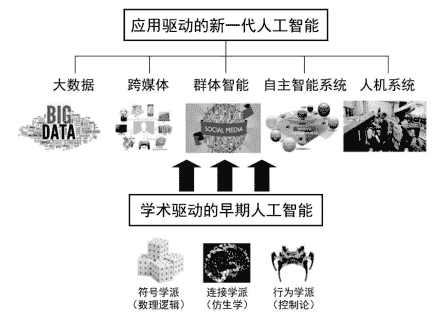 应用驱动的新一代人工智能
大数据
跨媒体
群体智能
自主智能系统
人机系统
BIG
DATA
SOCIAL MEDIA
学术驱动的早期人工智能
符号学派
(数理逻辑)
连接学派
(仿生学)
行为学派
(控制论)